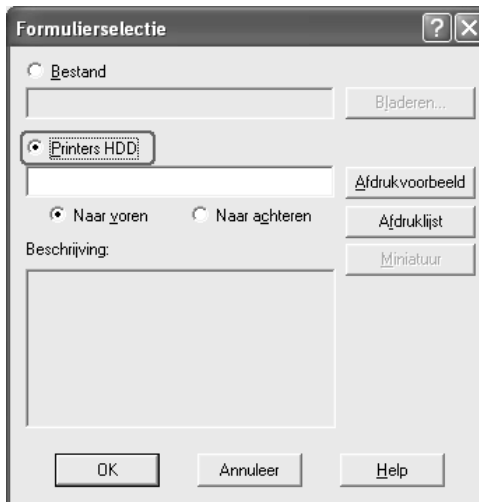 Formulierselectie
Bestand
Bladeren...
Printers HDD
Afdrukvoorbeeld
Naar voren Naar achteren
Afdruklijst
Beschrijving:
Miniatuur
OK Annuleer Help